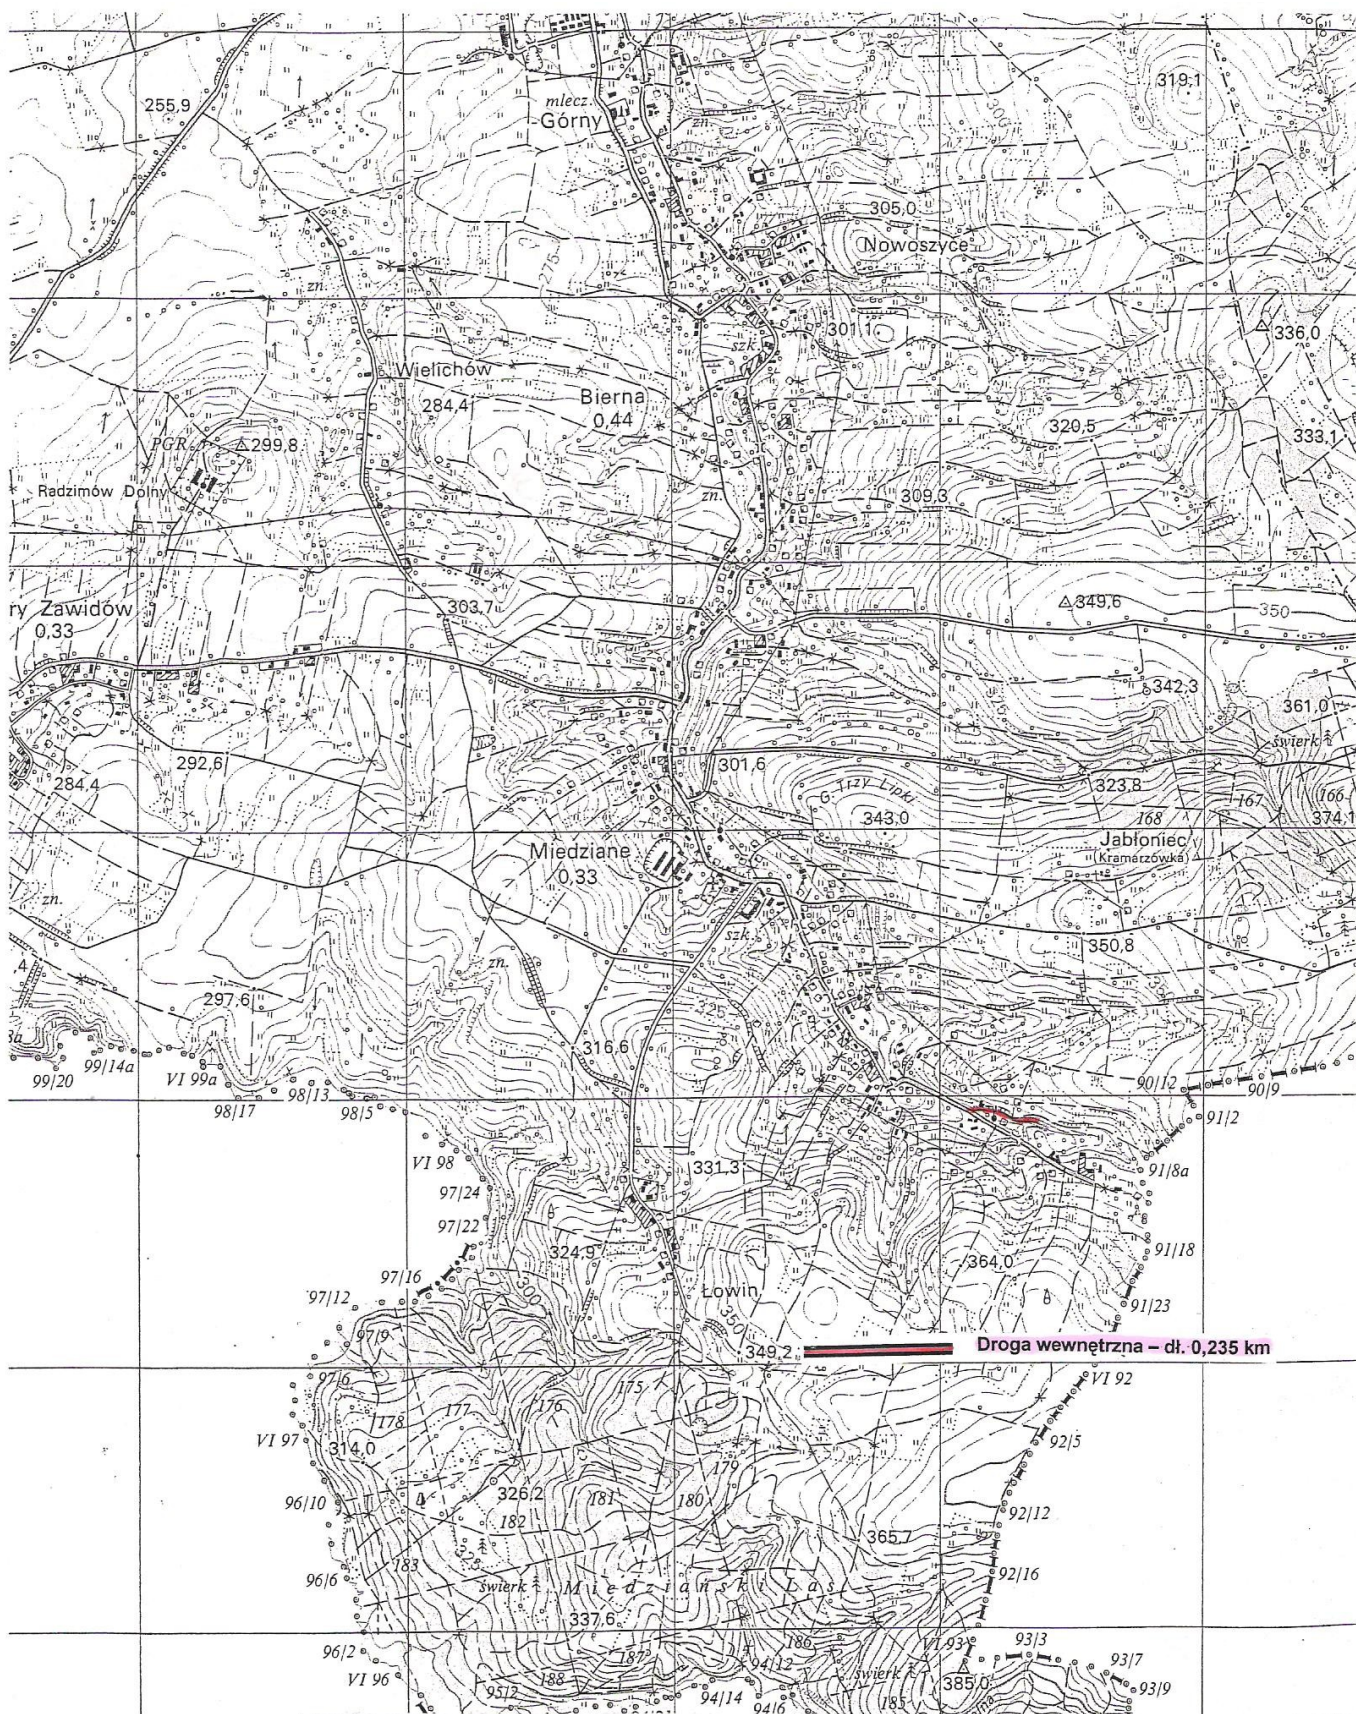 319,1
300
255,9
mlecz.
Górny
zn.
305,0
Nowoszyce
275
zn.
301,1
336,0
szk.
Wielichów
284,4
Bierna
0,44
320,5
333,1
PGR
299,8
Radzimów Dolny
zn.
309,3
ry Zawidów
0,33
303,7
349,6
350
342,3
361,0
świerk
292,6
284,4
301,6
G. Trzy Lipki
323,8
167
166
168
374,1
343,0
Miedziane
0,33
Jabłoniec
(Kramarzówka)
zn.
szk.
350,8
zn.
,4
297,6
325
8a
316,6
99/20
99/14a
VI 99a
98/17
98/13
98/5
90/12
90/9
91/2
VI 98
331,3
91/8a
97/24
97/22
324,9
91/18
364,0
97/16
300
Łowin
97/12
91/23
350
97/9
349,2
Droga wewnętrzna – dł. 0,235 km
97/6
VI 92
175
178
177
176
VI 97
314,0
92/5
179
326,2
181
180
96/10
92/12
182
365,7
325
183
96/6
świerk
Miedziański Las
92/16
337,6
96/2
186
VI 93
93/3
187
VI 96
94/12
świerk
93/7
188
385,0
95/2
94/14
185
93/9
94/6